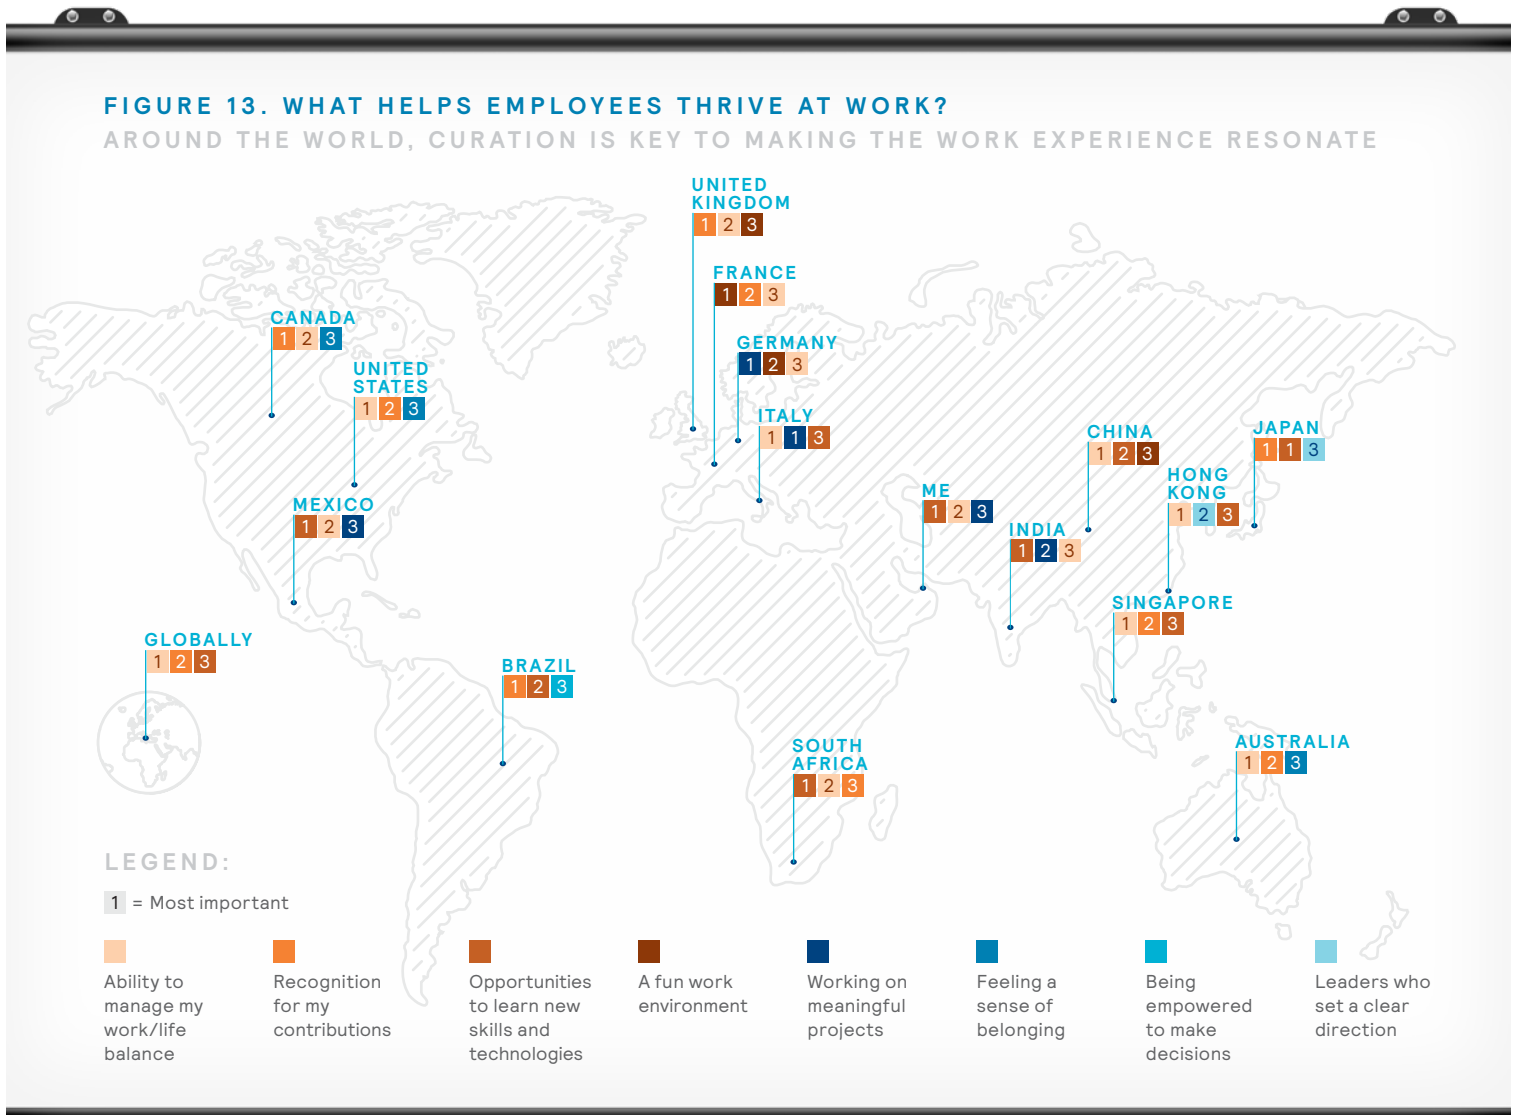 FIGURE 13. WHAT HELPS EMPLOYEES THRIVE AT WORK?
AROUND THE WORLD, CURATION IS KEY TO MAKING THE WORK EXPERIENCE RESONATE
UNITED
KINGDOM
1 2 3
FRANCE
1 2 3
CANADA
1 2 3
GERMANY
1 2 3
UNITED
STATES
1 2 3
ITALY
1 1 3
CHINA
1 2 3
JAPAN
1 1 3
HONG
KONG
1 2 3
ME
1 2 3
MEXICO
1 2 3
INDIA
1 2 3
SINGAPORE
1 2 3
GLOBALLY
1 2 3
BRAZIL
1 2 3
SOUTH
AFRICA
1 2 3
AUSTRALIA
1 2 3
LEGEND:
1 = Most important
Ability to
manage my
work/life
balance
Recognition
for my
contributions
Opportunities
to learn new
skills and
technologies
A fun work
environment
Working on
meaningful
projects
Feeling a
sense of
belonging
Being
empowered
to make
decisions
Leaders who
set a clear
direction